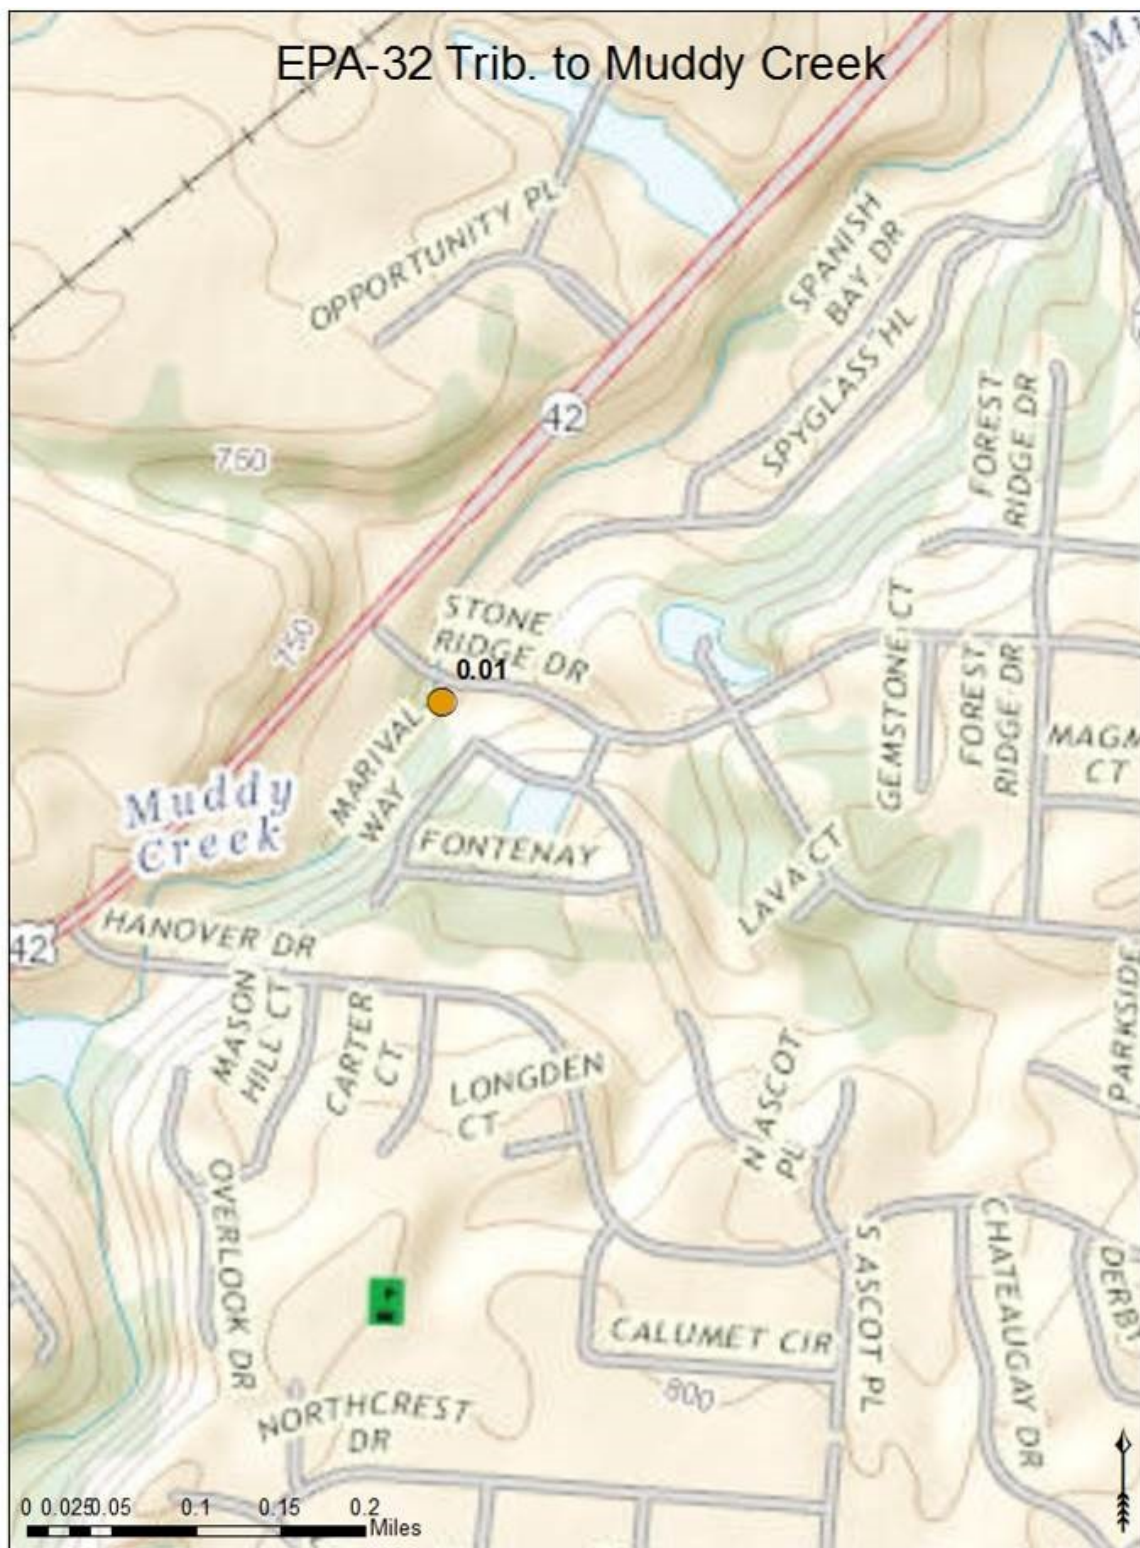 EPA-32 Trib. to Muddy Creek
OPPORTUNITY PL
SPANISH
BAY DR
SPYGLASS HL
42
FOREST
RIDGE DR
750
750
STONE
RIDGE DR
0.01
GEMSTONE CT
FOREST
RIDGE DR
MAGM
CT
MARIVAL
WAY
Muddy
Creek
FONTENAY
LAVA CT
HANOVER DR
42
MASON
HILL CT
CARTER
CT
LONGDEN
CT
N ASCOT
PL
PARKSIDE
OVERLOOK DR
S ASCOT PL
CHATEAUGAY DR
DERBY
CALUMET CIR
800
NORTHCREST
DR
0 0.025 0.05 0.1 0.15 0.2
Miles